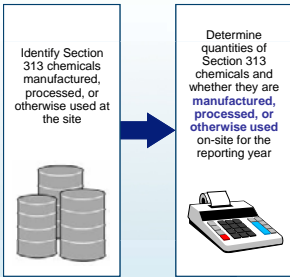 Identify Section
313 chemicals
manufactured,
processed, or
otherwise used at
the site
Determine
quantities of
Section 313
chemicals and
whether they are
manufactured,
processed, or
otherwise used
on-site for the
reporting year